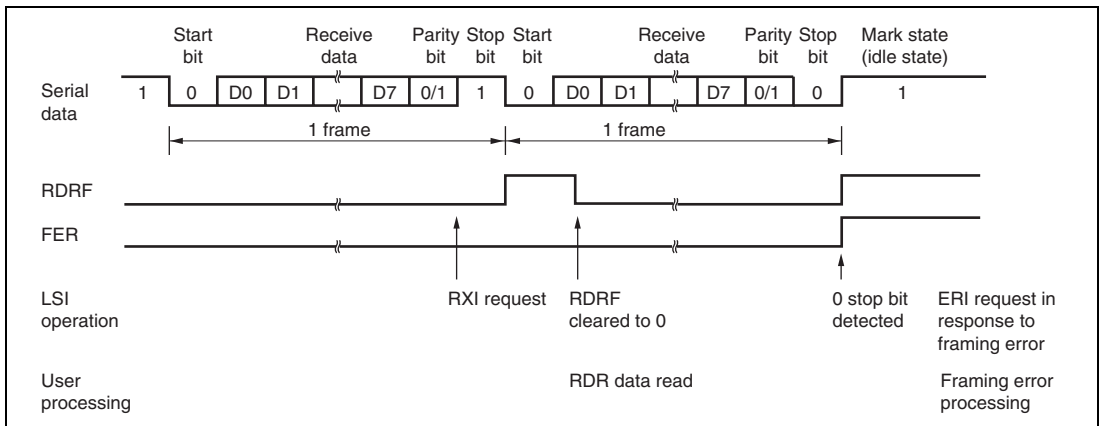 Start bit
Receive data
Parity bit
Stop bit
Start bit
Receive data
Parity bit
Stop bit
Mark state (idle state)
Serial data
1 0 D0 D1 D7 0/1 1 0 D0 D1 D7 0/1 0 1
1 frame 1 frame
RDRF
FER
LSI operation
RXI request
RDRF cleared to 0
0 stop bit detected
ERI request in response to framing error
User processing
RDR data read
Framing error processing